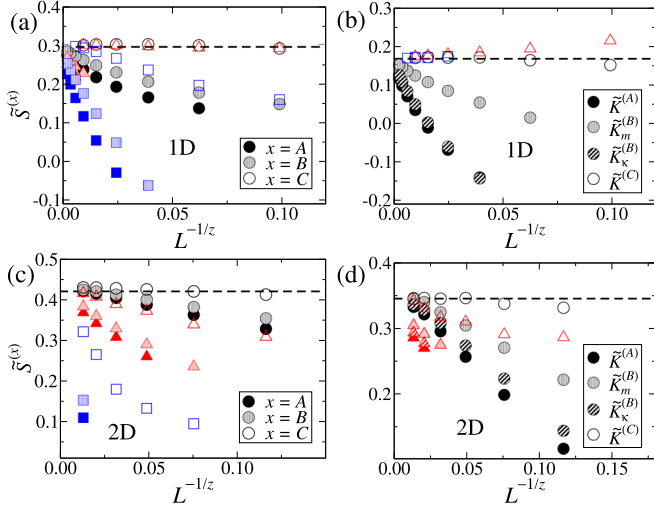 (a)
0.4
0.3
0.2
0.1
0.0
-0.1
0.00
0.05
0.10
S̃^(x)
L^{-1/z}
1D
x = A
x = B
x = C
(b)
0.3
0.2
0.1
0.0
-0.1
-0.2
0.00
0.05
0.10
L^{-1/z}
1D
K̃^(A)
K̃_m^(B)
K̃_κ^(B)
K̃^(C)
(c)
0.5
0.4
0.3
0.2
0.1
0.00
0.05
0.10
S̃^(x)
L^{-1/z}
2D
x = A
x = B
x = C
(d)
0.4
0.3
0.2
0.00
0.05
0.10
0.15
L^{-1/z}
2D
K̃^(A)
K̃_m^(B)
K̃_κ^(B)
K̃^(C)